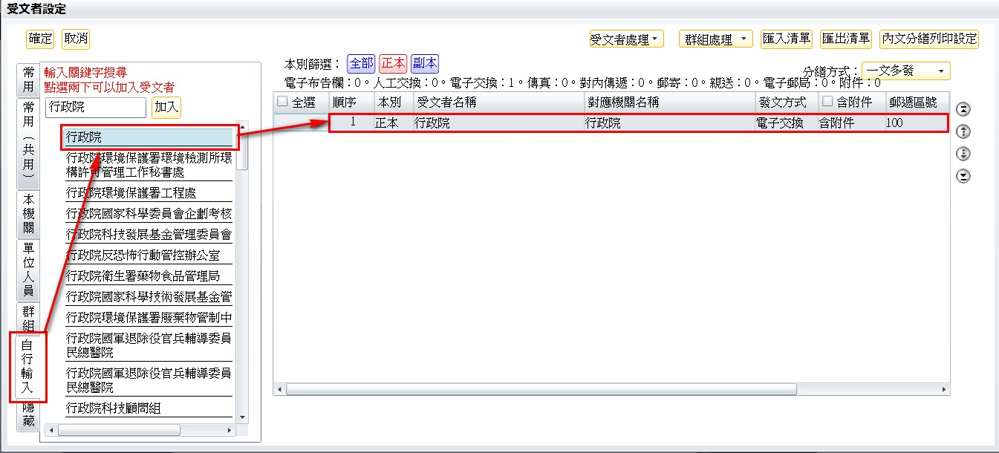 受文者設定
確定 取消 受文者處理 群組處理 匯入清單 匯出清單 內文分繕列印設定
本別篩選： 全部 正本 副本
分繕方式： 一文多發
電子布告欄：0。人工交換：0。電子交換：1。傳真：0。對內傳遞：0。郵寄：0。親送：0。電子郵局：0。附件：0
常用
常用（共用）
本機關
單位人員
群組
自行輸入
隱藏
輸入關鍵字搜尋
點選兩下可以加入受文者
行政院 加入
行政院
行政院環境保護署環境檢測所環
構許可管理工作秘書處
行政院環境保護署工程處
行政院國家科學委員會企劃考核
行政院科技發展基金管理委員會
行政院反恐怖行動管控辦公室
行政院衛生署藥物食品管理局
行政院國家科學技術發展基金管
行政院環境保護署廢棄物管制中
行政院國軍退除役官兵輔導委員
民總醫院
行政院國軍退除役官兵輔導委員
民總醫院
行政院科技顧問組
全選 順序 本別 受文者名稱 對應機關名稱 發文方式 含附件 郵遞區號
1 正本 行政院 行政院 電子交換 含附件 100